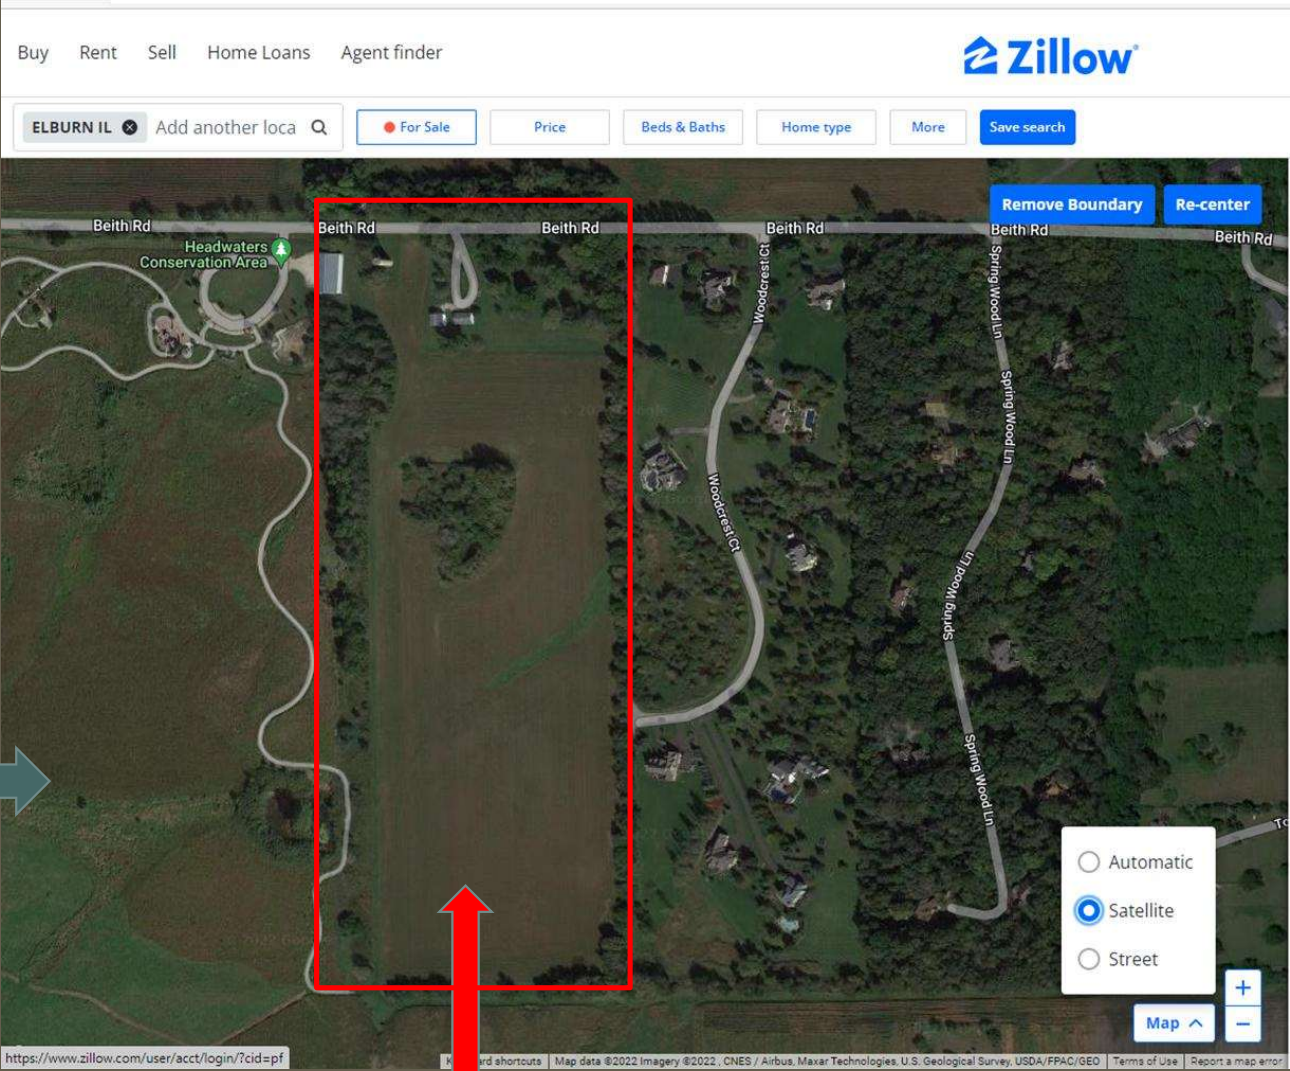 Buy Rent Sell Home Loans Agent finder Zillow
ELBURN IL Add another loca For Sale Price Beds & Baths Home type More Save search
Remove Boundary Re-center
Beith Rd Beith Rd Beith Rd Beith Rd Beith Rd Beith Rd
Headwaters
Conservation Area
Woodcrest Ct
Spring Wood Ln
Spring Wood Ln
Woodcrest Ct
Spring Wood Ln
Spring Wood Ln
Automatic
Satellite
Street
+
Map
−
https://www.zillow.com/user/acct/login/?cid=pf
rd shortcuts Map data ©2022 Imagery ©2022 , CNES / Airbus, Maxar Technologies, U.S. Geological Survey, USDA/FPAC/GEO Terms of Use Report a map error